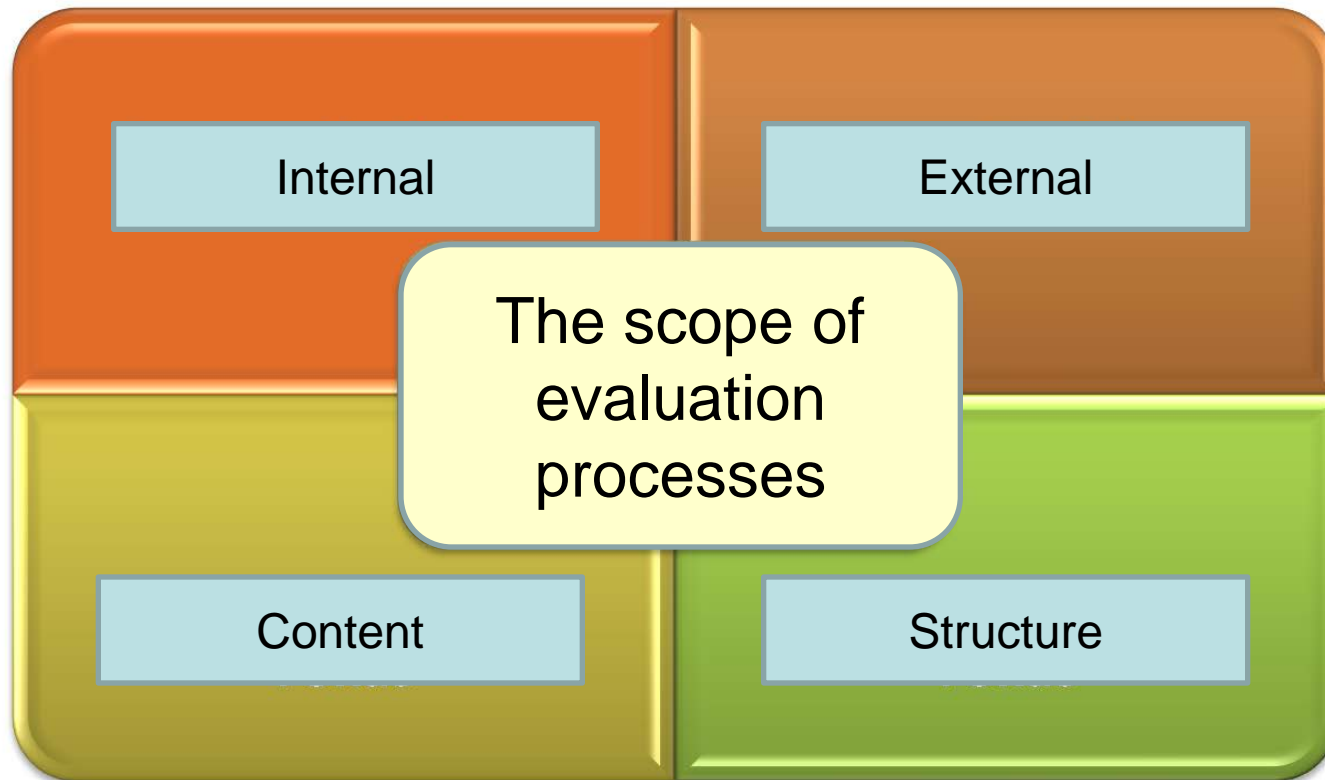 Internal
External
The scope of
evaluation
processes
Content
Structure